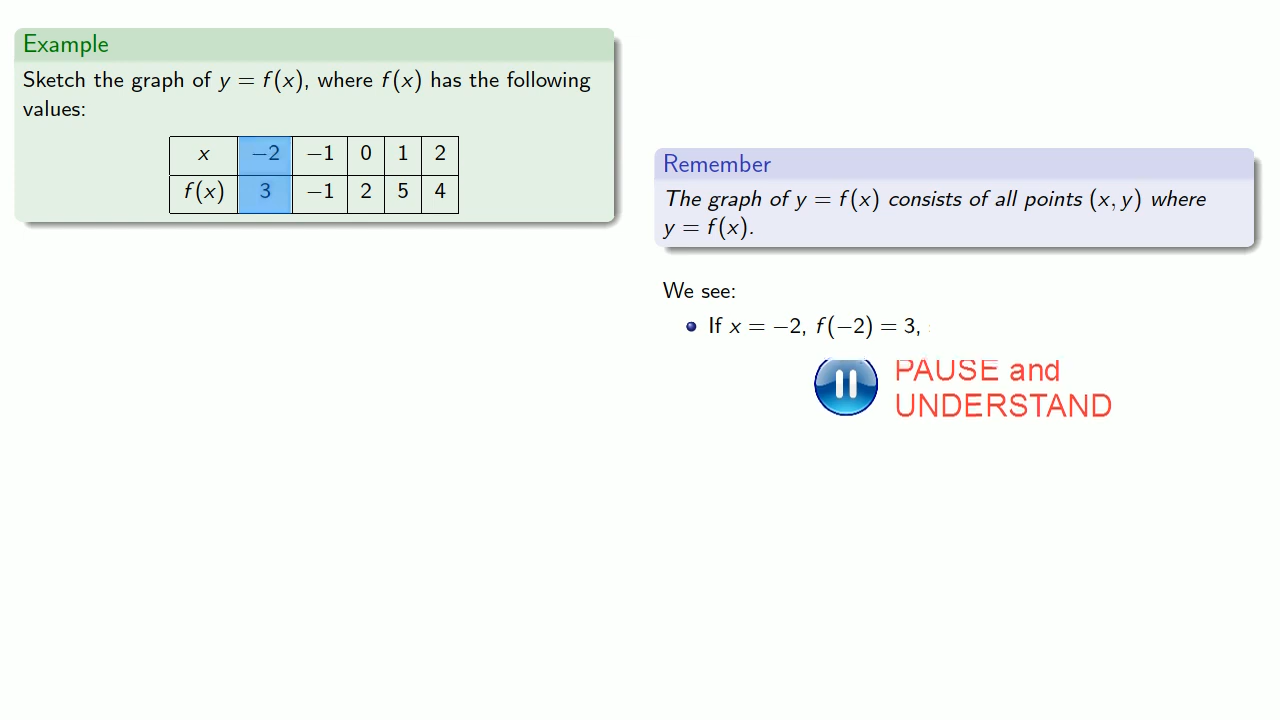 Example
Sketch the graph of y = f(x), where f(x) has the following
values:
x −2 −1 0 1 2
f(x) 3 −1 2 5 4
Remember
The graph of y = f(x) consists of all points (x, y) where
y = f(x).
We see:
If x = −2, f(−2) = 3,
PAUSE and
UNDERSTAND